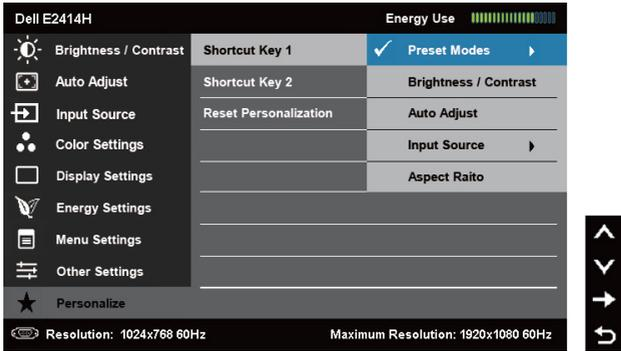 Dell E2414H Energy Use
Brightness / Contrast Shortcut Key 1 Preset Modes
Auto Adjust Shortcut Key 2 Brightness / Contrast
Input Source Reset Personalization Auto Adjust
Color Settings Input Source
Display Settings Aspect Raito
Energy Settings
Menu Settings
Other Settings
Personalize
Resolution: 1024x768 60Hz Maximum Resolution: 1920x1080 60Hz